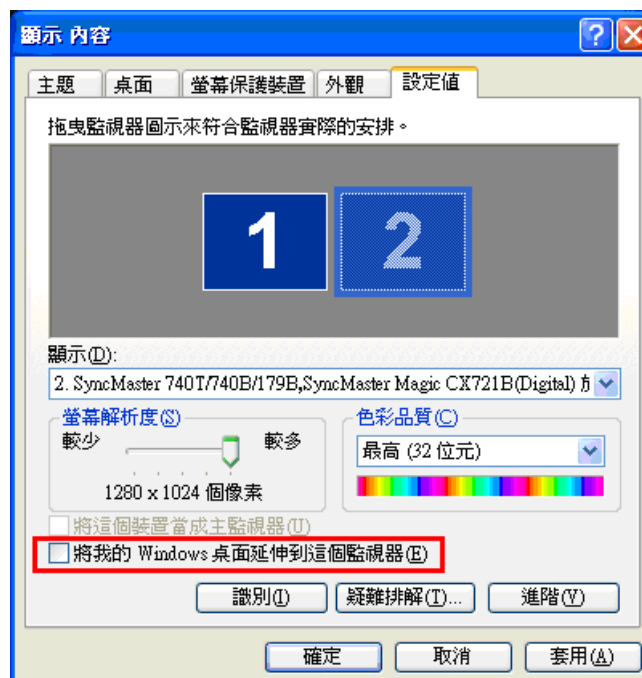 顯示 內容
主題 桌面 螢幕保護裝置 外觀 設定值
拖曳監視器圖示來符合監視器實際的安排。
1 2
顯示(D):
2. SyncMaster 740T/740B/179B,SyncMaster Magic CX721B(Digital) 方
螢幕解析度(S) 色彩品質(C)
較少 較多 最高 (32 位元)
1280 x 1024 個像素
將這個裝置當成主監視器(U)
將我的 Windows 桌面延伸到這個監視器(E)
識別(I) 疑難排解(T)... 進階(V)
確定 取消 套用(A)